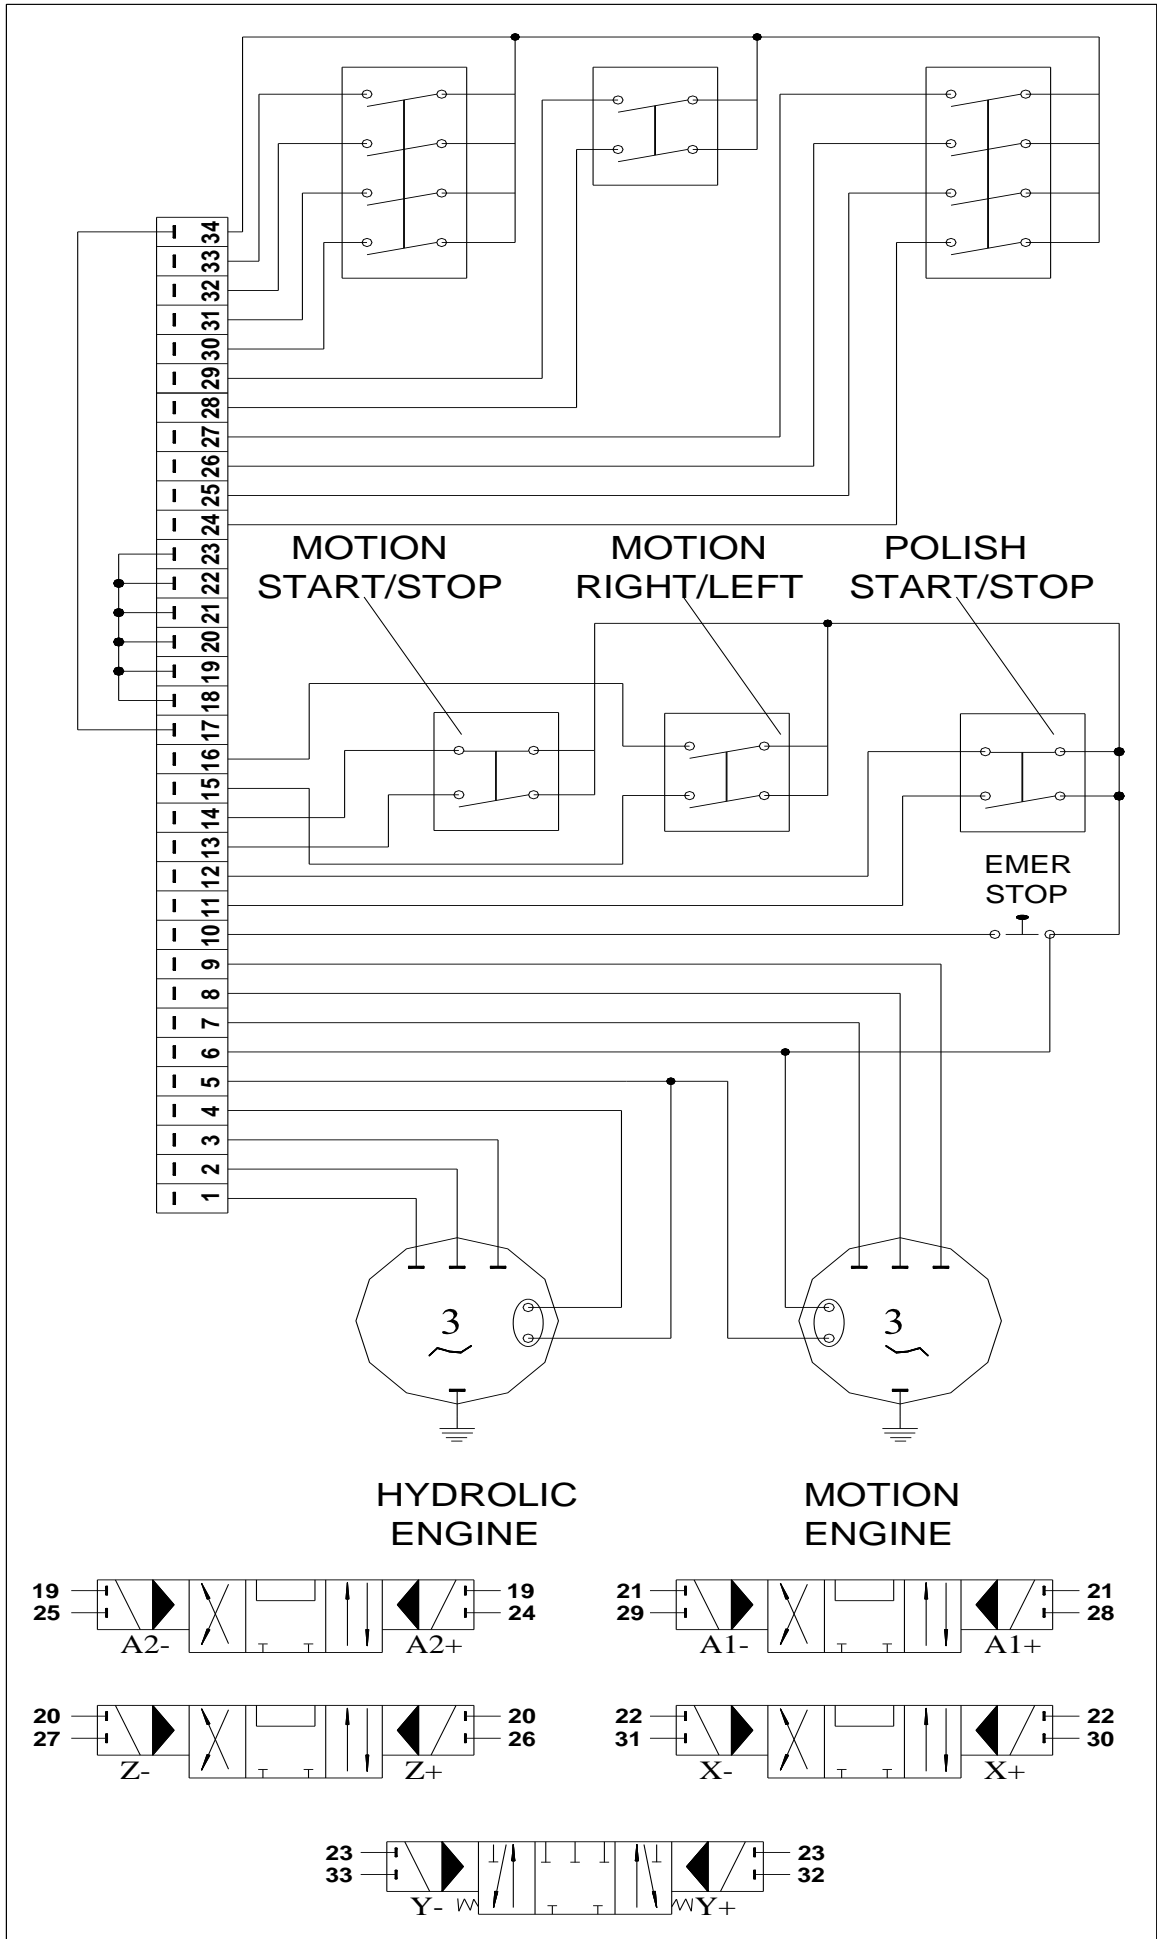 34
33
32
31
30
29
28
27
26
25
24
23
22
21
20
19
18
17
16
15
14
13
12
11
10
9
8
7
6
5
4
3
2
1
MOTION
START/STOP
MOTION
RIGHT/LEFT
POLISH
START/STOP
EMER
STOP
3
3
HYDROLIC
ENGINE
MOTION
ENGINE
19
25
A2-
A2+
19
24
21
29
A1-
A1+
21
28
20
27
Z-
Z+
20
26
22
31
X-
X+
22
30
23
33
Y-
Y+
23
32